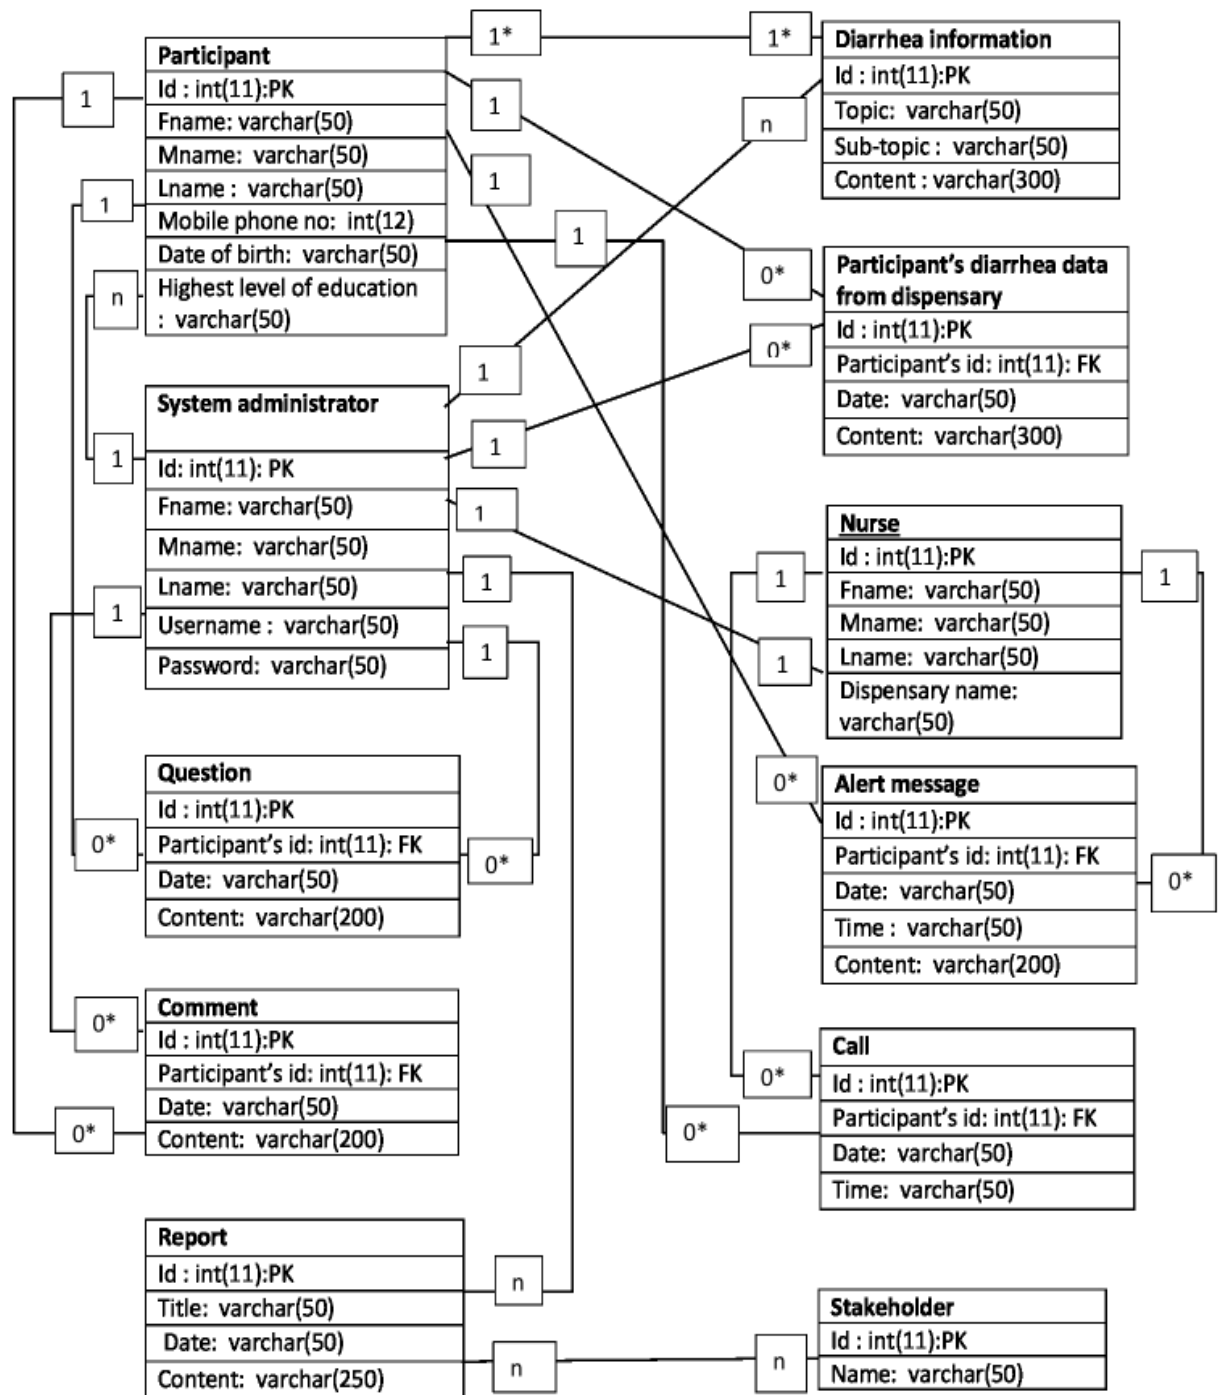 Participant
Id : int(11):PK
Fname: varchar(50)
Mname: varchar(50)
Lname : varchar(50)
Mobile phone no: int(12)
Date of birth: varchar(50)
Highest level of education
: varchar(50)
1
1
n
1*
1*
1
1
1
n
0*
0*
Diarrhea information
Id : int(11):PK
Topic: varchar(50)
Sub-topic : varchar(50)
Content : varchar(300)
Participant’s diarrhea data
from dispensary
Id : int(11):PK
Participant’s id: int(11): FK
Date: varchar(50)
Content: varchar(300)
System administrator
Id: int(11): PK
Fname: varchar(50)
Mname: varchar(50)
Lname: varchar(50)
Username : varchar(50)
Password: varchar(50)
1
1
1
1
1
1
1
Nurse
Id : int(11):PK
Fname: varchar(50)
Mname: varchar(50)
Lname: varchar(50)
Dispensary name:
varchar(50)
1
1
1
Question
Id : int(11):PK
Participant’s id: int(11): FK
Date: varchar(50)
Content: varchar(200)
0*
0*
Alert message
Id : int(11):PK
Participant’s id: int(11): FK
Date: varchar(50)
Time : varchar(50)
Content: varchar(200)
0*
0*
Comment
Id : int(11):PK
Participant’s id: int(11): FK
Date: varchar(50)
Content: varchar(200)
0*
0*
Call
Id : int(11):PK
Participant’s id: int(11): FK
Date: varchar(50)
Time: varchar(50)
0*
0*
Report
Id : int(11):PK
Title: varchar(50)
Date: varchar(50)
Content: varchar(250)
n
n
n
Stakeholder
Id : int(11):PK
Name: varchar(50)